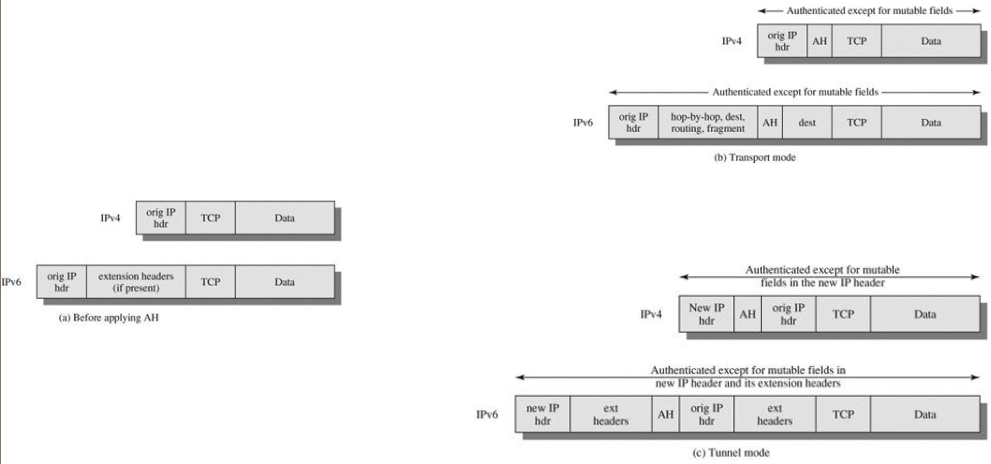 IPv4
orig IP
hdr
TCP
Data
IPv6
orig IP
hdr
extension headers
(if present)
TCP
Data
(a) Before applying AH
Authenticated except for mutable fields
IPv4
orig IP
hdr
AH
TCP
Data
Authenticated except for mutable fields
IPv6
orig IP
hdr
hop-by-hop, dest,
routing, fragment
AH
dest
TCP
Data
(b) Transport mode
Authenticated except for mutable
fields in the new IP header
IPv4
New IP
hdr
AH
orig IP
hdr
TCP
Data
Authenticated except for mutable fields in
new IP header and its extension headers
IPv6
new IP
hdr
ext
headers
AH
orig IP
hdr
ext
headers
TCP
Data
(c) Tunnel mode